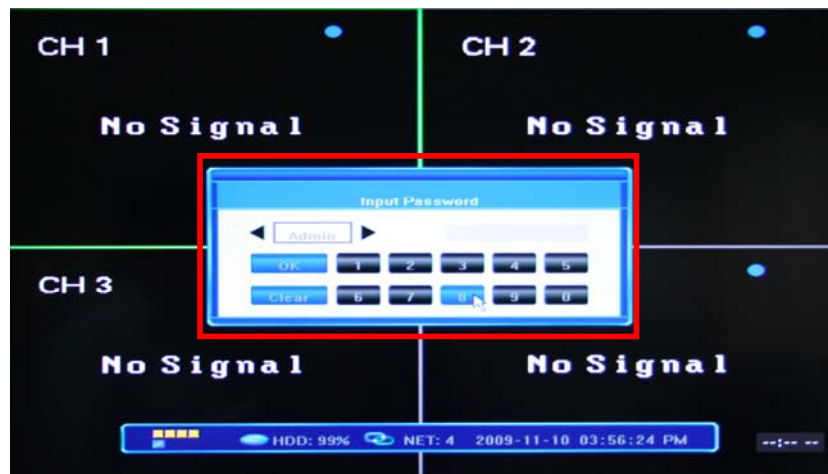 CH 1
CH 2
No Signal
No Signal
Input Password
Admin
OK 1 2 3 4 5
Clear 6 7 8 9 0
CH 3
No Signal
No Signal
HDD: 99% NET: 4 2009-11-10 03:56:24 PM
--:-- --